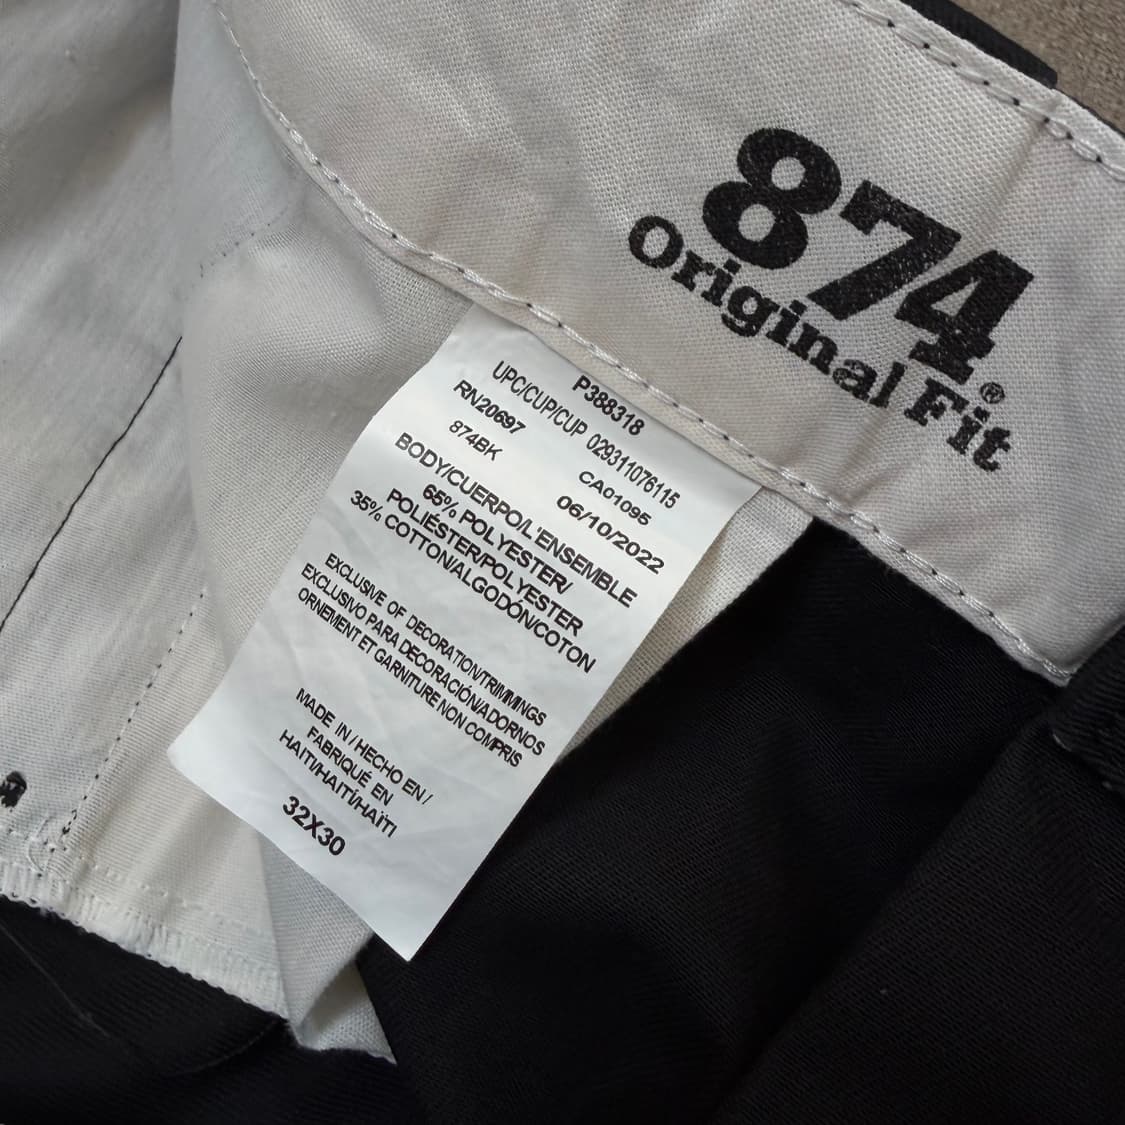 874®
Original Fit
P388318
UPC/CUP/CUP 029311076115
RN20697 CA01095
874BK 06/10/2022
BODY/CUERPO/L'ENSEMBLE
65% POLYESTER/
POLIÉSTER/POLYESTER
35% COTTON/ALGODÓN/COTON
EXCLUSIVE OF DECORATION/TRIMMINGS
EXCLUSIVO PARA DECORACIÓN/ADORNOS
ORNEMENT ET GARNITURE NON COMPRIS
MADE IN / HECHO EN /
FABRIQUÉ EN
HAITI/HAITÍ/HAÏTI
32X30